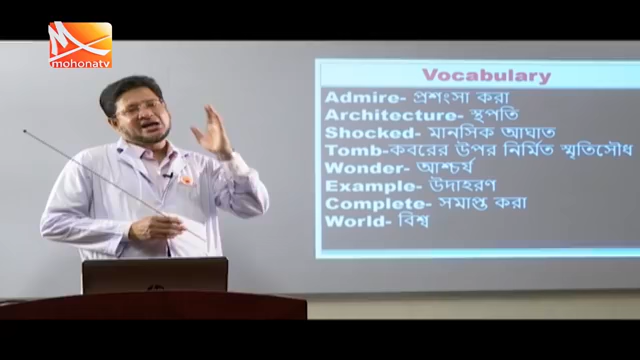 mohonatv
Vocabulary
Admire- প্রশংসা করা
Architecture- স্থপতি
Shocked- মানসিক আঘাত
Tomb-কবরের উপর নির্মিত স্মৃতিসৌধ
Wonder- আশ্চর্য
Example- উদাহরণ
Complete- সমাপ্ত করা
World- বিশ্ব